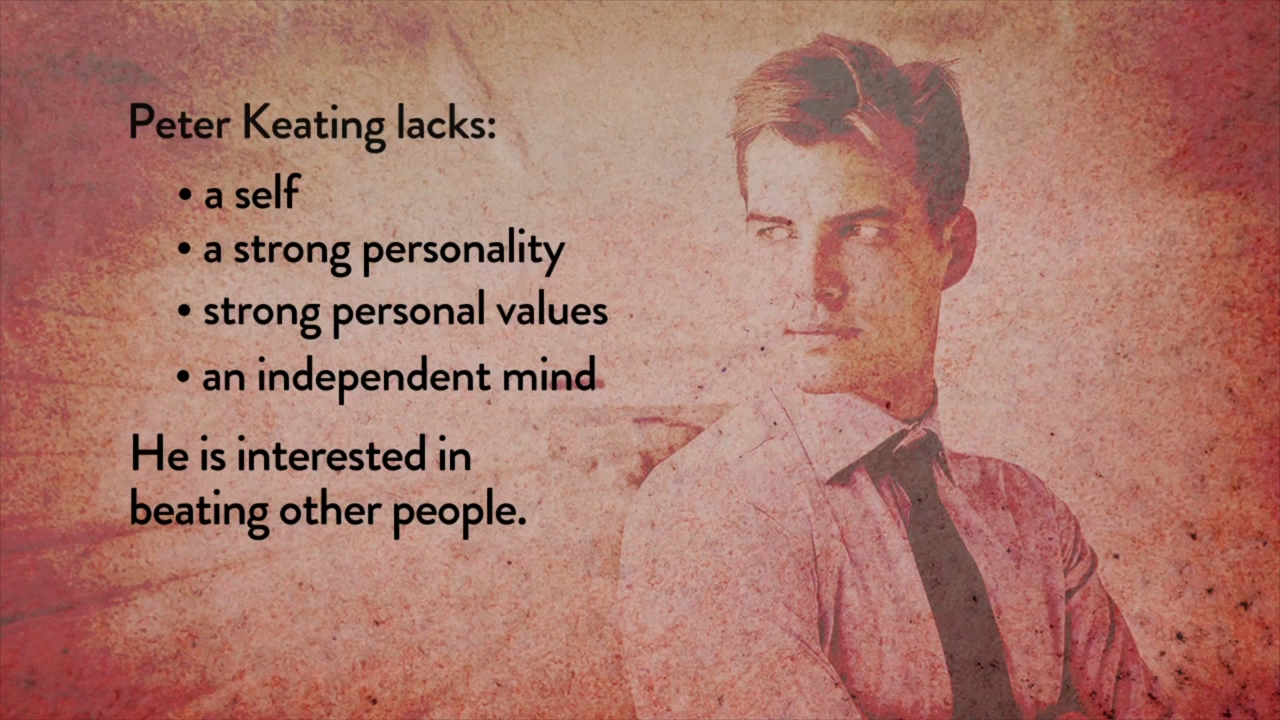 Peter Keating lacks:
• a self
• a strong personality
• strong personal values
• an independent mind
He is interested in
beating other people.